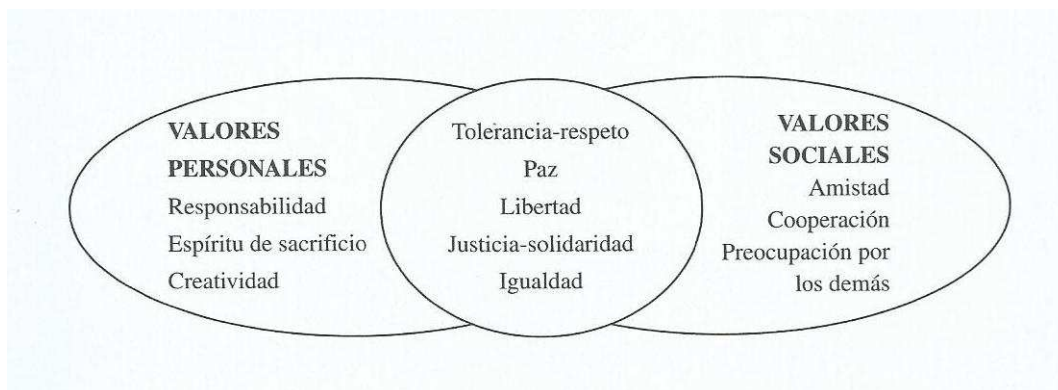 VALORES
PERSONALES
Responsabilidad
Espíritu de sacrificio
Creatividad
Tolerancia-respeto
Paz
Libertad
Justicia-solidaridad
Igualdad
VALORES
SOCIALES
Amistad
Cooperación
Preocupación por
los demás